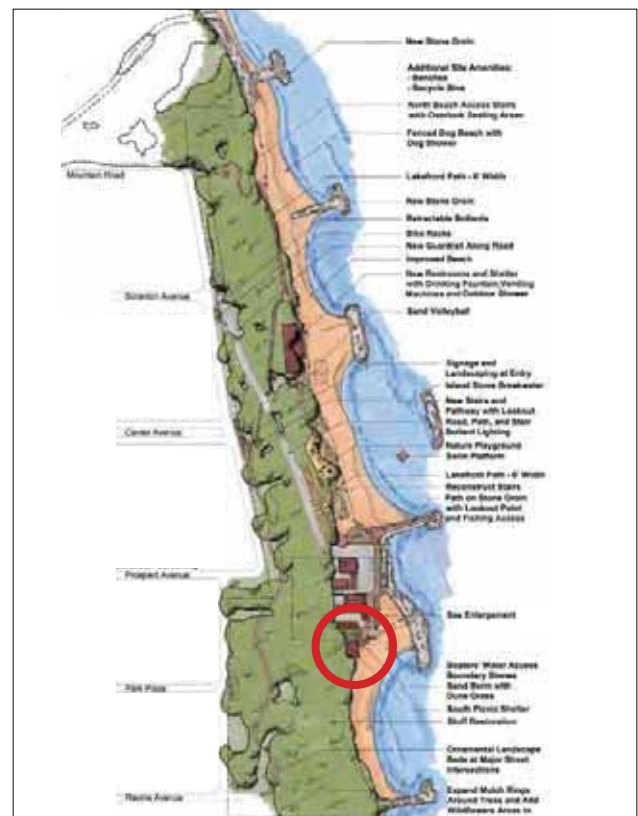 New Stone Groin
Additional Site Amenities:
- Benches
- Recycle Bins
North Beach Access Stairs
with Overlook Seating Areas
Fenced Dog Beach with
Dog Shower
Mountain Road
Lakefront Path - 6' Width
New Stone Groin
Retractable Bollards
Bike Racks
New Guardrail Along Road
Improved Beach
New Restrooms and Shelter
with Drinking Fountain, Vending
Machines and Outdoor Shower
Scranton Avenue
Sand Volleyball
Signage and
Landscaping at Entry
Island Stone Breakwater
New Stairs and
Pathway with Lookout
Road, Path, and Stair
Bollard Lighting
Center Avenue
Nature Playground
Swim Platform
Lakefront Path - 6' Width
Reconstruct Stairs
Path on Stone Groin
with Lookout Point
and Fishing Access
Prospect Avenue
See Enlargement
Boaters' Water Access
Boundary Stones
Sand Berm with
Dune Grass
Park Place
South Picnic Shelter
Bluff Restoration
Ornamental Landscape
Beds at Major Street
Intersections
Ravine Avenue
Expand Mulch Rings
Around Trees and Add
Wildflowers Areas in